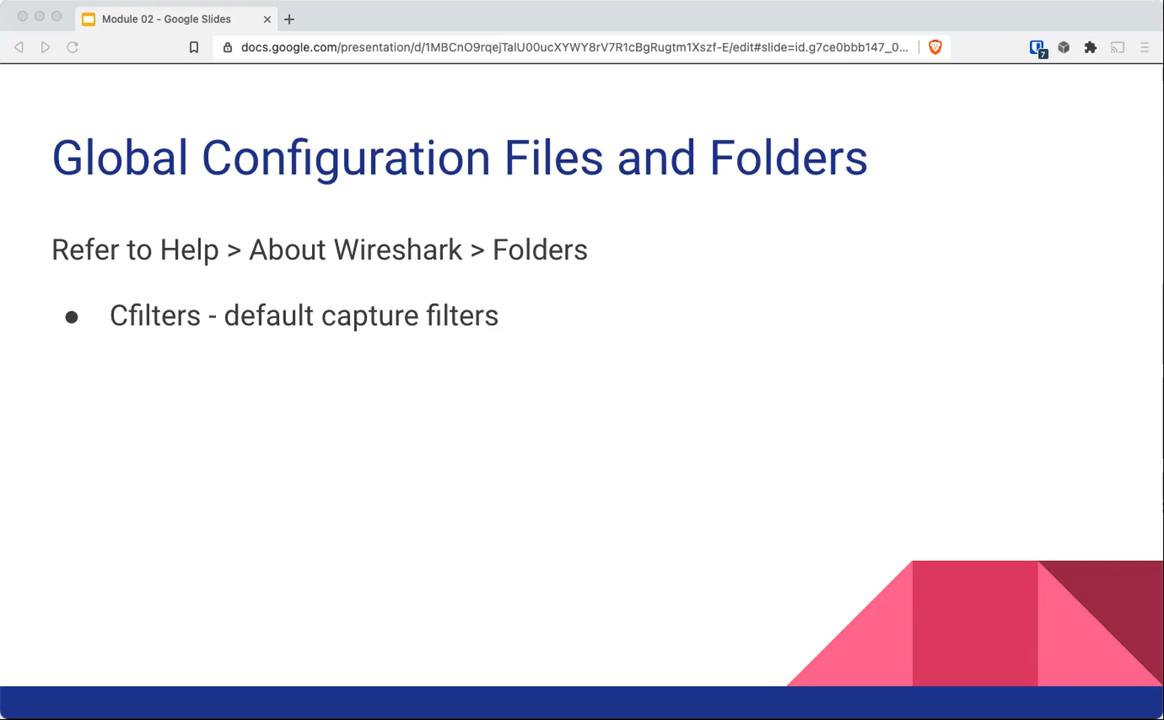 Module 02 - Google Slides
docs.google.com/presentation/d/1MBCnO9rqejTalU00ucXYWY8rV7R1cBgRugtm1Xszf-E/edit#slide=id.g7ce0bbb147_0...
7
Global Configuration Files and Folders
Refer to Help > About Wireshark > Folders
● Cfilters - default capture filters